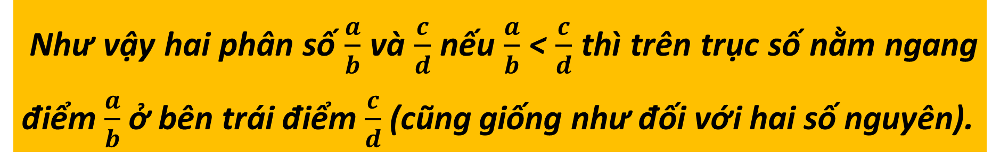 Như vậy hai phân số $\frac{a}{b}$ và $\frac{c}{d}$ nếu $\frac{a}{b}$ < $\frac{c}{d}$ thì trên trục số nằm ngang
điểm $\frac{a}{b}$ ở bên trái điểm $\frac{c}{d}$ (cũng giống như đối với hai số nguyên).